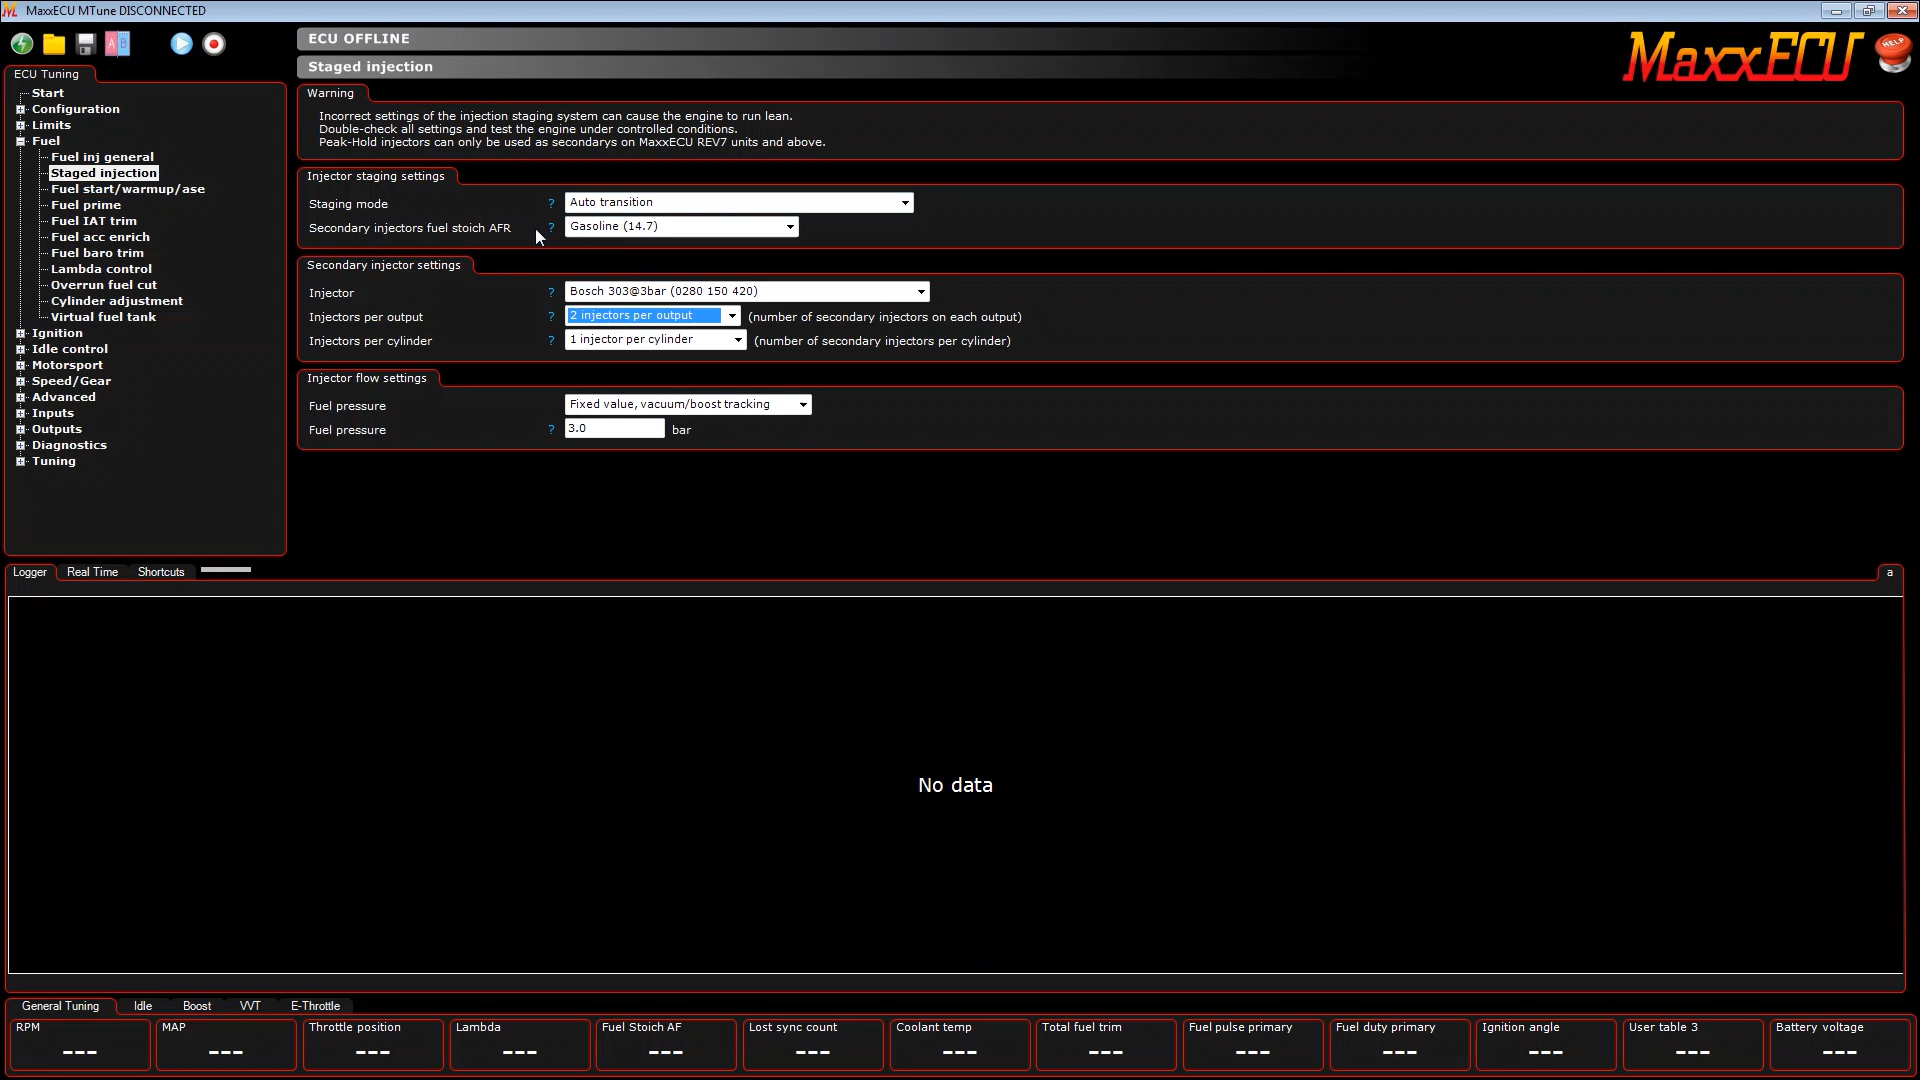 MaxxECU MTune DISCONNECTED
A B
ECU OFFLINE
Staged injection
MaxxECU
HELP
ECU Tuning
Start
Configuration
Limits
Fuel
Fuel inj general
Staged injection
Fuel start/warmup/ase
Fuel prime
Fuel IAT trim
Fuel acc enrich
Fuel baro trim
Lambda control
Overrun fuel cut
Cylinder adjustment
Virtual fuel tank
Ignition
Idle control
Motorsport
Speed/Gear
Advanced
Inputs
Outputs
Diagnostics
Tuning
Warning
Incorrect settings of the injection staging system can cause the engine to run lean.
Double-check all settings and test the engine under controlled conditions.
Peak-Hold injectors can only be used as secondarys on MaxxECU REV7 units and above.
Injector staging settings
Staging mode ? Auto transition
Secondary injectors fuel stoich AFR ? Gasoline (14.7)
Secondary injector settings
Injector ? Bosch 303@3bar (0280 150 420)
Injectors per output ? 2 injectors per output (number of secondary injectors on each output)
Injectors per cylinder ? 1 injector per cylinder (number of secondary injectors per cylinder)
Injector flow settings
Fuel pressure Fixed value, vacuum/boost tracking
Fuel pressure ? 3.0 bar
Logger Real Time Shortcuts a
No data
General Tuning Idle Boost VVT E-Throttle
RPM MAP Throttle position Lambda Fuel Stoich AF Lost sync count Coolant temp Total fuel trim Fuel pulse primary Fuel duty primary Ignition angle User table 3 Battery voltage
--- --- --- --- --- --- --- --- --- --- --- --- ---